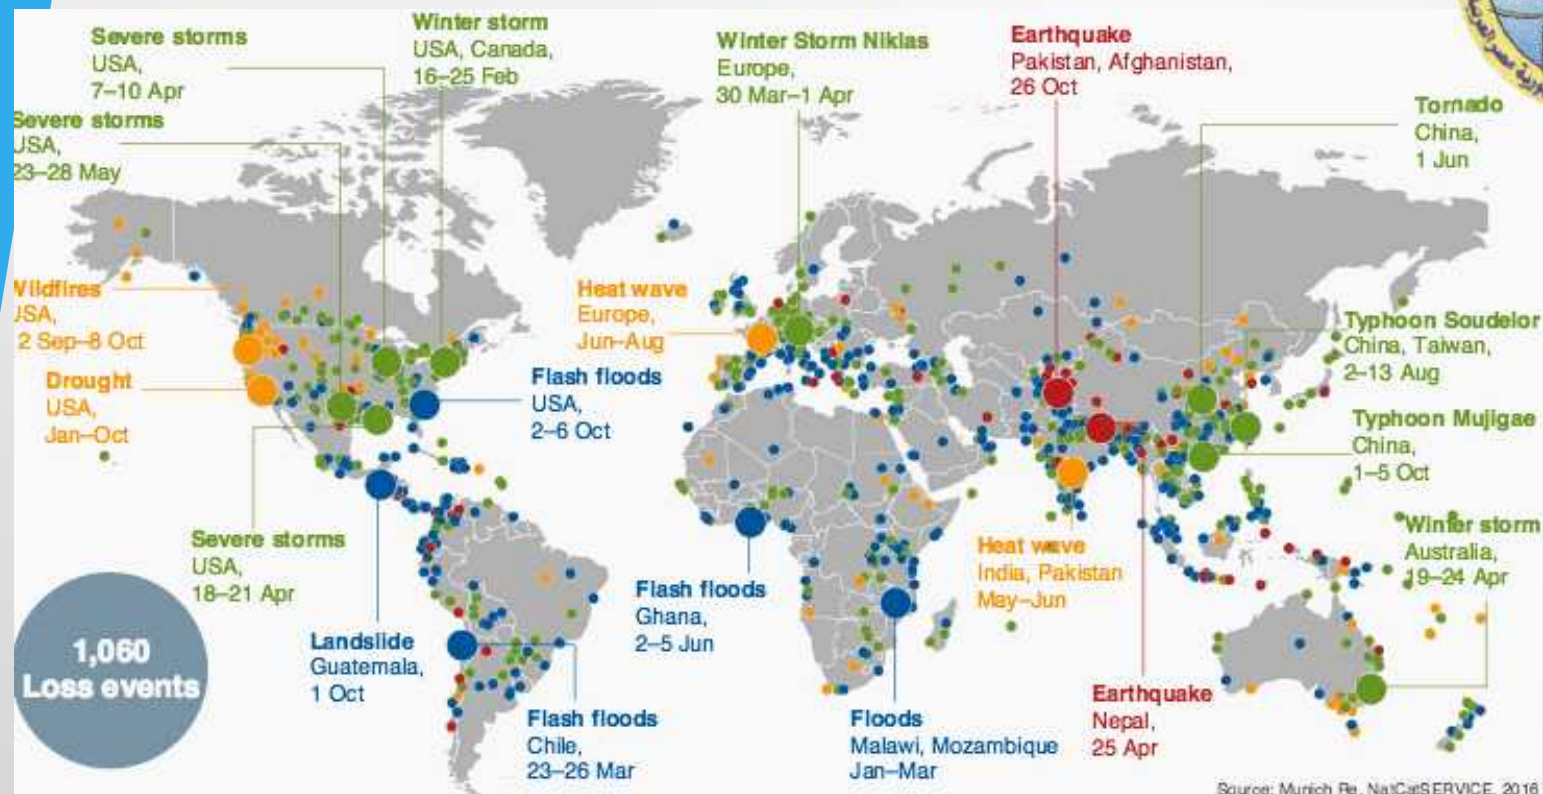 Severe storms
USA,
7–10 Apr
Winter storm
USA, Canada,
16–25 Feb
Winter Storm Niklas
Europe,
30 Mar–1 Apr
Earthquake
Pakistan, Afghanistan,
26 Oct
Tornado
China,
1 Jun
Severe storms
USA,
23–28 May
Wildfires
USA,
2 Sep–8 Oct
Heat wave
Europe,
Jun–Aug
Typhoon Soudelor
China, Taiwan,
2–13 Aug
Drought
USA,
Jan–Oct
Flash floods
USA,
2–6 Oct
Typhoon Mujigae
China,
1–5 Oct
Severe storms
USA,
18–21 Apr
Flash floods
Ghana,
2–5 Jun
Heat wave
India, Pakistan
May–Jun
Winter storm
Australia,
19–24 Apr
1,060
Loss events
Landslide
Guatemala,
1 Oct
Flash floods
Chile,
23–26 Mar
Floods
Malawi, Mozambique
Jan–Mar
Earthquake
Nepal,
25 Apr
Source: Munich Re, NatCatSERVICE, 2016